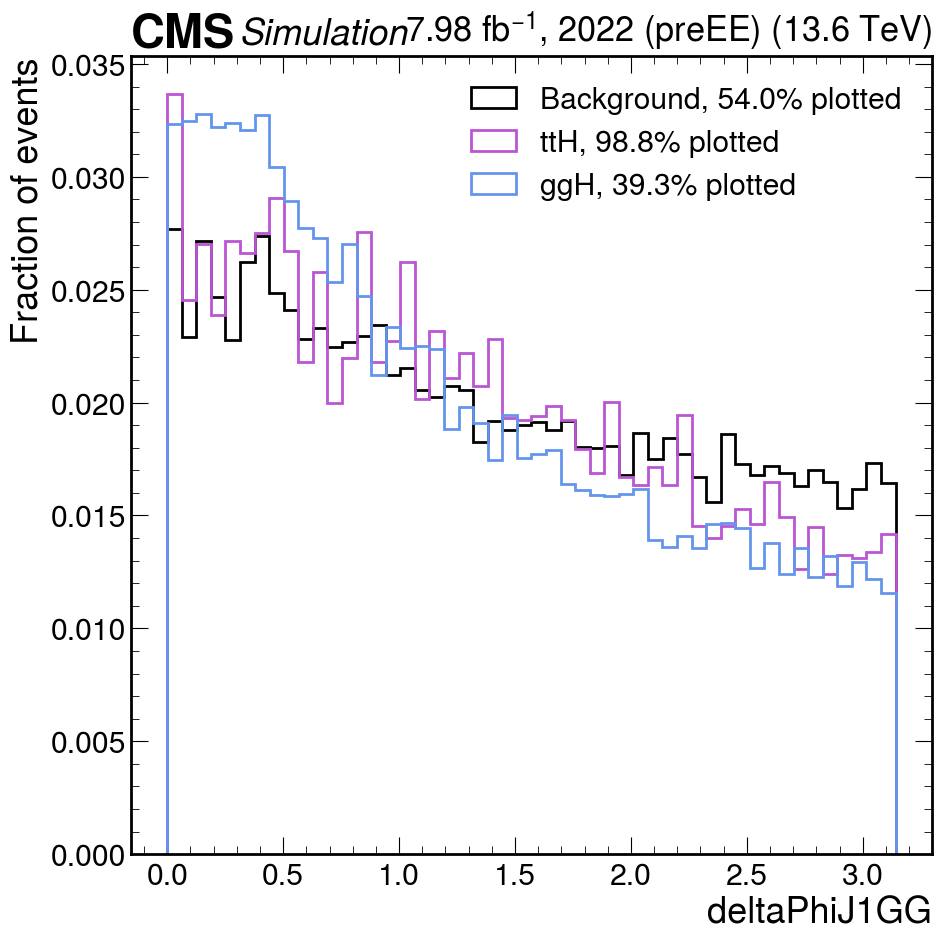 CMS Simulation 7.98 fb⁻¹, 2022 (preEE) (13.6 TeV)
Fraction of events
0.035
0.030
0.025
0.020
0.015
0.010
0.005
0.000
Background, 54.0% plotted
ttH, 98.8% plotted
ggH, 39.3% plotted
0.0 0.5 1.0 1.5 2.0 2.5 3.0
deltaPhiJ1GG